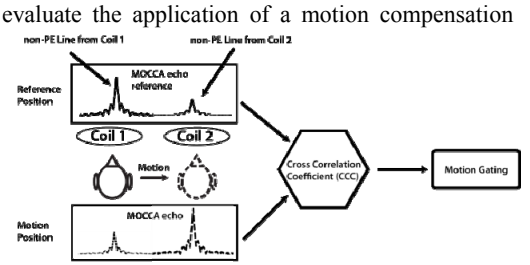 evaluate the application of a motion compensation
non-PE Line from Coil 1
non-PE Line from Coil 2
Reference
Position
MOCCA echo
reference
Coil 1
Coil 2
Motion
Cross Correlation
Coefficient (CCC)
Motion Gating
Motion
Position
MOCCA echo